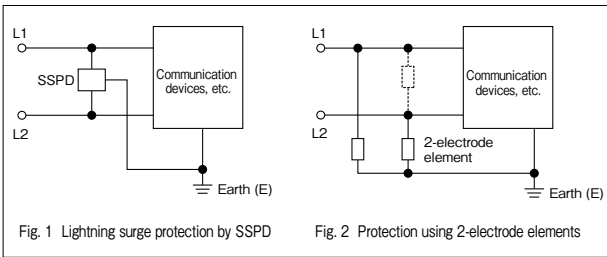 L1
SSPD
Communication
devices, etc.
L2
Earth (E)
Fig. 1 Lightning surge protection by SSPD
L1
Communication
devices, etc.
L2
2-electrode
element
Earth (E)
Fig. 2 Protection using 2-electrode elements